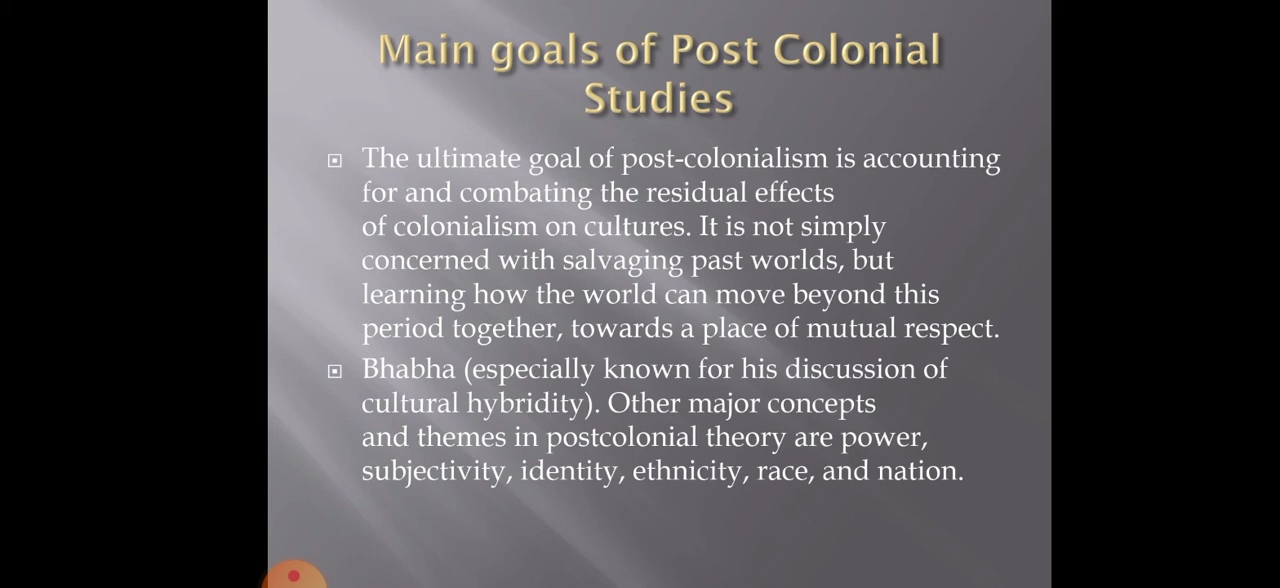 Main goals of Post Colonial
Studies
The ultimate goal of post-colonialism is accounting
for and combating the residual effects
of colonialism on cultures. It is not simply
concerned with salvaging past worlds, but
learning how the world can move beyond this
period together, towards a place of mutual respect.
Bhabha (especially known for his discussion of
cultural hybridity). Other major concepts
and themes in postcolonial theory are power,
subjectivity, identity, ethnicity, race, and nation.